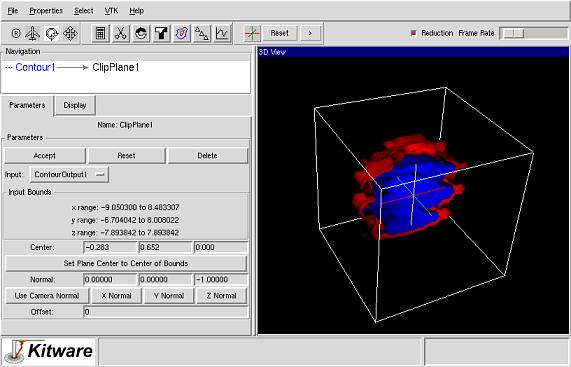 File Properties Select VTK Help
R Reset >
Reduction Frame Rate
Navigation
Contour1 ClipPlane1
3D View
Parameters Display
Name: ClipPlane1
Parameters
Accept Reset Delete
Input: ContourOutput1
Input Bounds
x range: -9.050300 to 8.483307
y range: -6.704042 to 8.008022
z range: -7.893842 to 7.893842
Center: -0.283 0.652 0.000
Set Plane Center to Center of Bounds
Normal: 0.00000 0.00000 -1.00000
Use Camera Normal X Normal Y Normal Z Normal
Offset: 0
Kitware